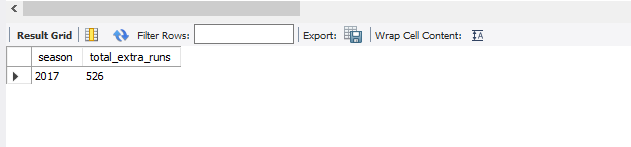 Result Grid Filter Rows: Export: Wrap Cell Content:
season total_extra_runs
2017 526